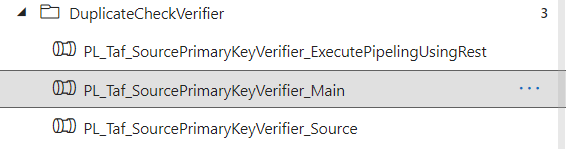 DuplicateCheckVerifier 3
PL_Taf_SourcePrimaryKeyVerifier_ExecutePipelingUsingRest
PL_Taf_SourcePrimaryKeyVerifier_Main ...
PL_Taf_SourcePrimaryKeyVerifier_Source